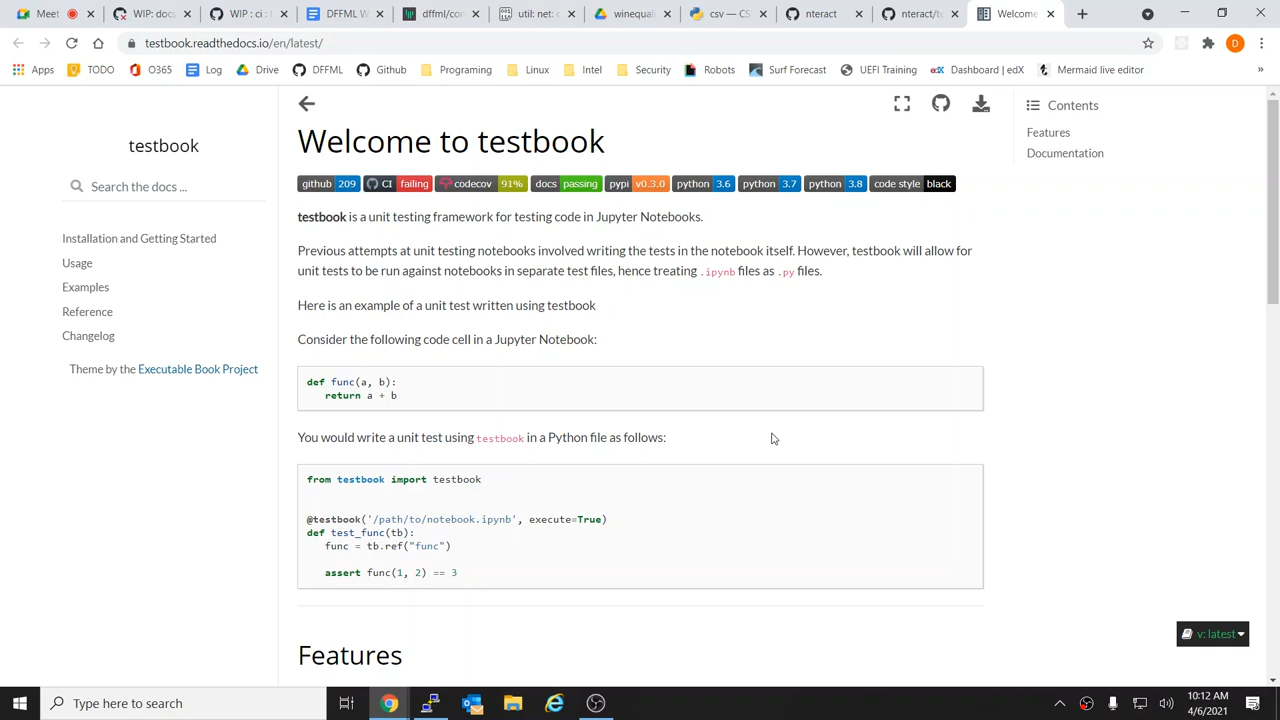 Meet
WIP: docs
WIP : ci :
DFFML W
dffml/con
util: net: c
winequali
csv — CS
nteract
nteract/te
Welcome
testbook.readthedocs.io/en/latest/
D
Apps
TODO
O365
Log
Drive
DFFML
Github
Programing
Linux
Intel
Security
Robots
Surf Forecast
UEFI Training
edX
Dashboard | edX
Mermaid live editor
»
testbook
Search the docs ...
Installation and Getting Started
Usage
Examples
Reference
Changelog
Theme by the Executable Book Project
Welcome to testbook
github 209 CI failing codecov 91% docs passing pypi v0.3.0 python 3.6 python 3.7 python 3.8 code style black
testbook is a unit testing framework for testing code in Jupyter Notebooks.
Previous attempts at unit testing notebooks involved writing the tests in the notebook itself. However, testbook will allow for
unit tests to be run against notebooks in separate test files, hence treating .ipynb files as .py files.
Here is an example of a unit test written using testbook
Consider the following code cell in a Jupyter Notebook:
def func(a, b):
return a + b
You would write a unit test using testbook in a Python file as follows:
from testbook import testbook
@testbook('/path/to/notebook.ipynb', execute=True)
def test_func(tb):
func = tb.ref("func")
assert func(1, 2) == 3
Features
Contents
Features
Documentation
v: latest
Type here to search
10:12 AM
4/6/2021